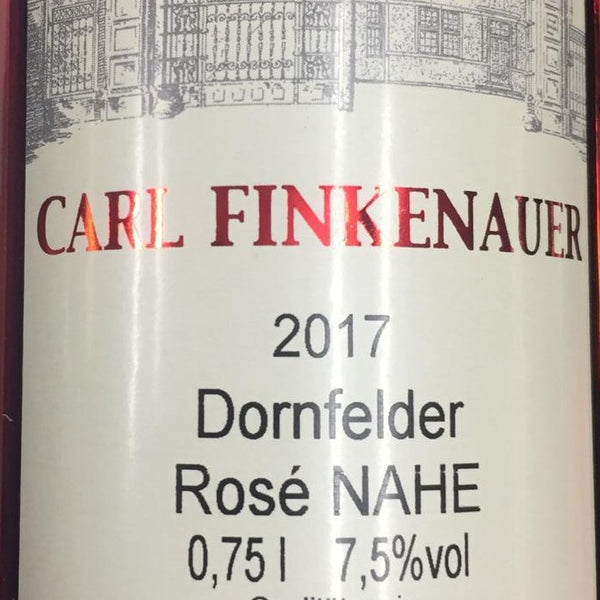 CARL FINKENAUER
2017
Dornfelder
Rosé NAHE
0,75 l 7,5%vol